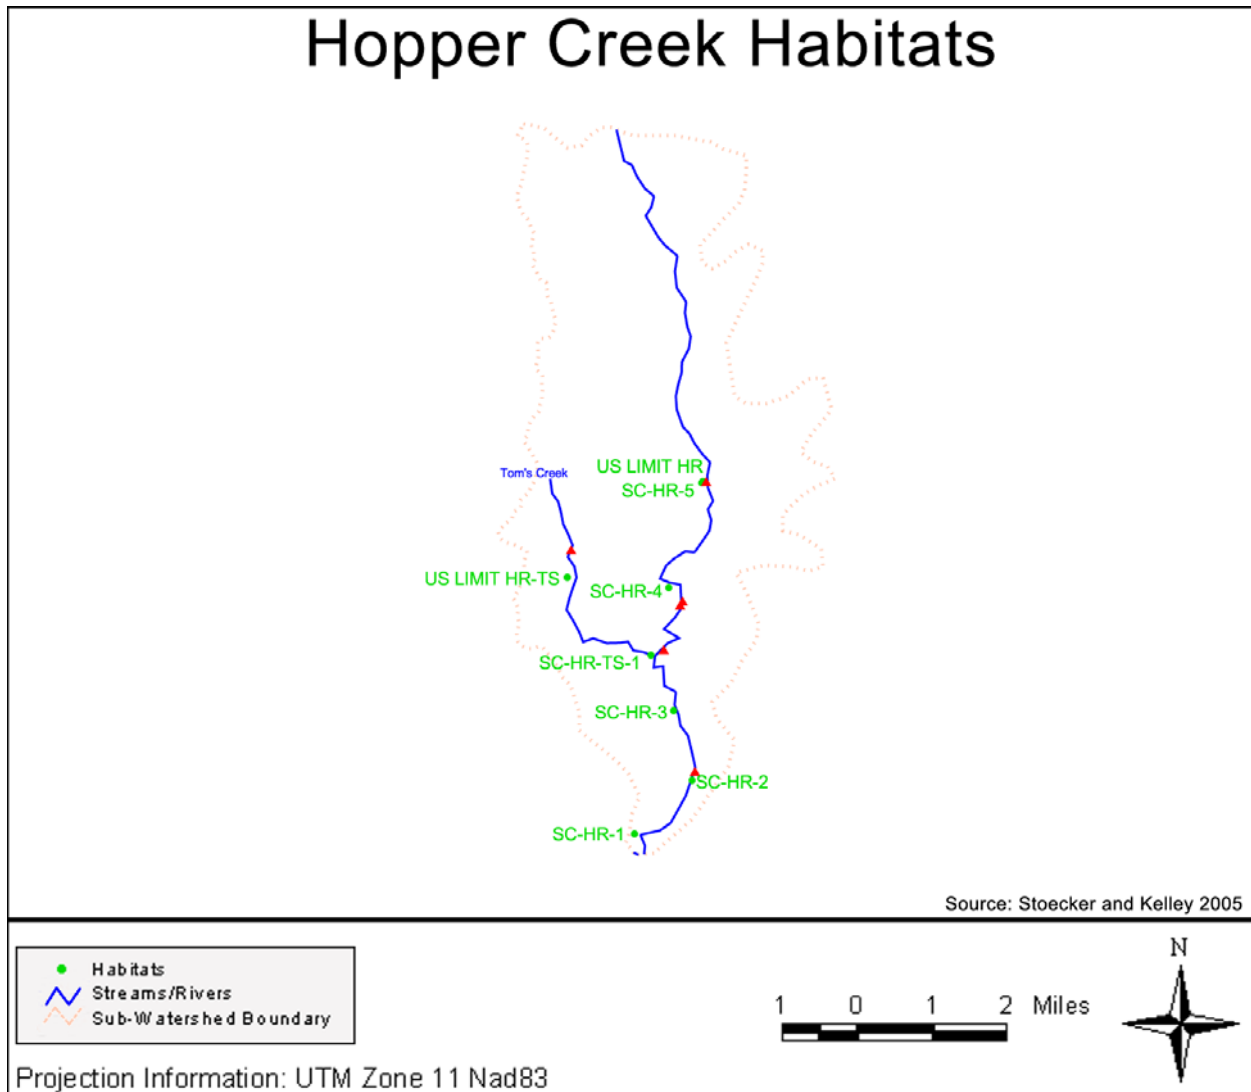 Hopper Creek Habitats
US LIMIT HR
Tom's Creek
SC-HR-5
US LIMIT HR-TS
SC-HR-4
SC-HR-TS-1
SC-HR-3
SC-HR-2
SC-HR-1
Source: Stoecker and Kelley 2005
Habitats
Streams/Rivers
Sub-Watershed Boundary
1 0 1 2 Miles
N
Projection Information: UTM Zone 11 Nad83